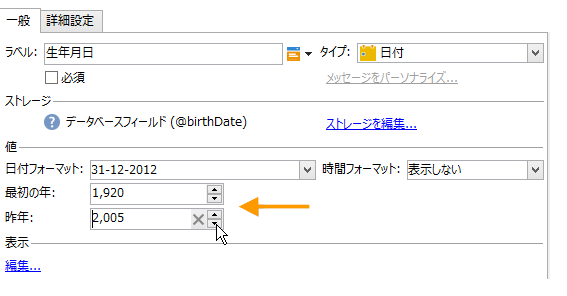 一般 詳細設定
ラベル: 生年月日 タイプ: 日付
必須 メッセージをパーソナライズ...
ストレージ
データベースフィールド (@birthDate) ストレージを編集...
値
日付フォーマット: 31-12-2012 時間フォーマット: 表示しない
最初の年: 1,920
昨年: 2,005
表示
編集...